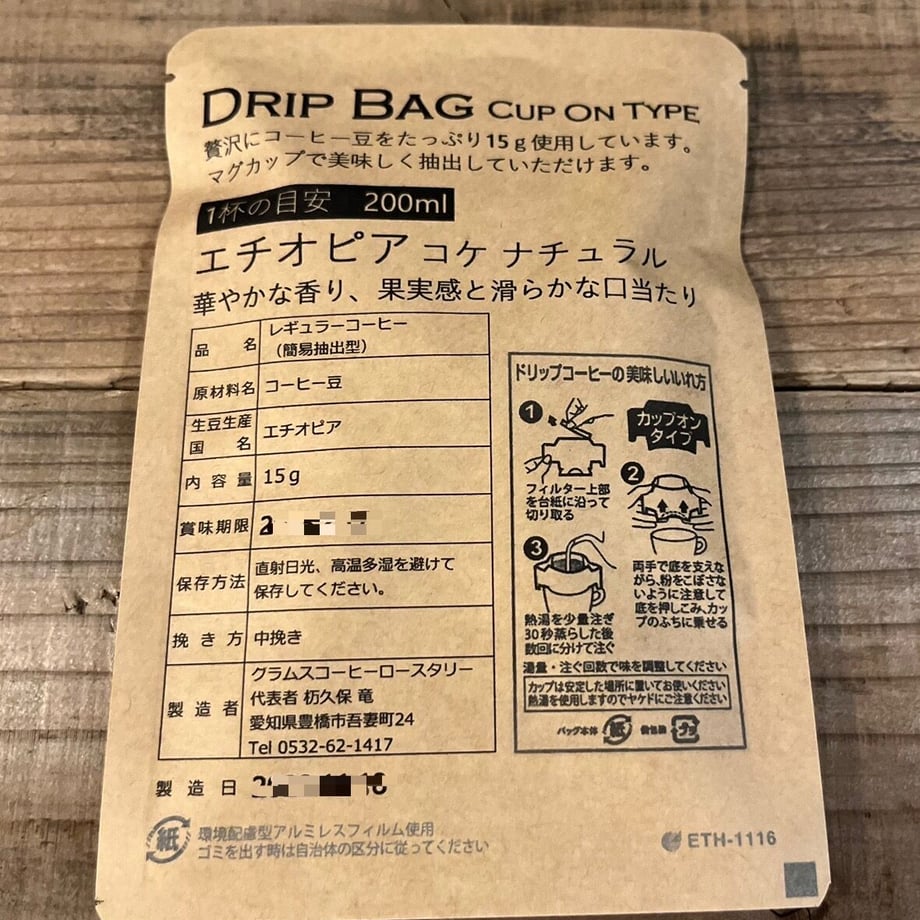 DRIP BAG CUP ON TYPE
贅沢にコーヒー豆をたっぷり15g使用しています。
マグカップで美味しく抽出していただけます。
1杯の目安 200ml
エチオピア コケ ナチュラル
華やかな香り、果実感と滑らかな口当たり
品名 レギュラーコーヒー
(簡易抽出型)
原材料名 コーヒー豆
生豆生産
国名 エチオピア
内容量 15g
賞味期限
保存方法 直射日光、高温多湿を避けて
保存してください。
挽き方 中挽き
製造者 グラムスコーヒーロースタリー
代表者 杤久保 竜
愛知県豊橋市吾妻町24
Tel 0532-62-1417
製造日
ドリップコーヒーの美味しいいれ方
カップオン
タイプ
1
フィルター上部
を台紙に沿って
切り取る
2
両手で底を支えな
がら、粉をこぼさな
いように注意して
底を押しこみ、カッ
プのふちに乗せる
3
熱湯を少量注ぎ
30秒蒸らした後
数回に分けて注ぐ
湯量・注ぐ回数で味を調整してください
カップは安定した場所に置いてお使いください
熱湯を使用しますのでヤケドにご注意ください
バッグ本体 紙 個包装
紙
環境配慮型アルミレスフィルム使用
ゴミを出す時は自治体の区分に従ってください
ETH-1116